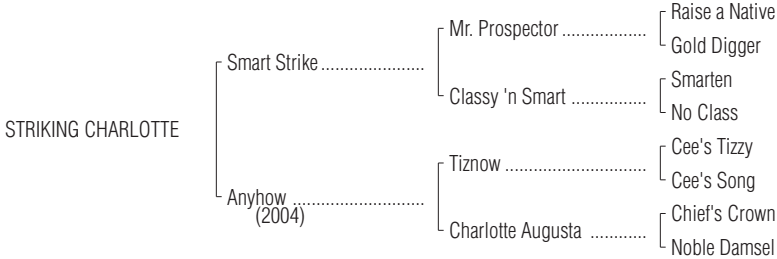 Raise a Native
Mr. Prospector ......................
Gold Digger
Smart Strike ......................
Smarten
Classy 'n Smart ................
No Class
STRIKING CHARLOTTE
Cee's Tizzy
Tiznow ..............................
Cee's Song
Anyhow ............................
(2004)
Chief's Crown
Charlotte Augusta ............
Noble Damsel